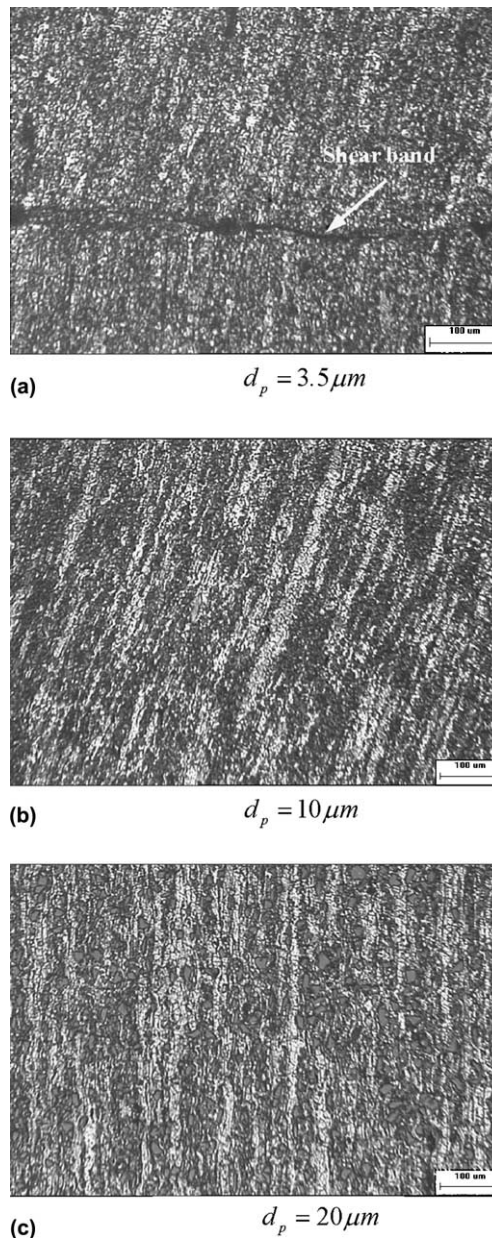 Shear band
100 um
(a)
d_p = 3.5 μm
100 um
(b)
d_p = 10 μm
100 um
(c)
d_p = 20 μm